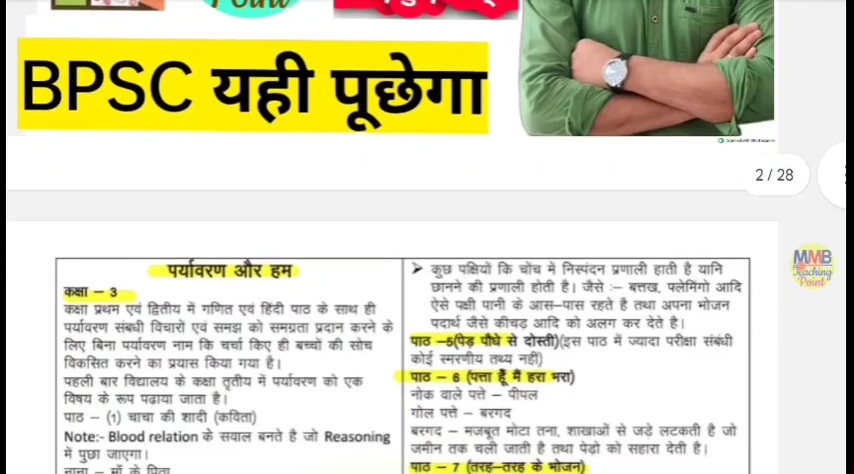 Point
BPSC यही पूछेगा
2 / 28
MMB
Teaching
Point
पर्यावरण और हम
कक्षा – 3
कक्षा प्रथम एवं द्वितीय में गणित एवं हिंदी पाठ के साथ ही
पर्यावरण संबधी विचारों एवं समझ को समग्रता प्रदान करने के
लिए बिना पर्यावरण नाम कि चर्चा किए ही बच्चों की सोच
विकसित करने का प्रयास किया गया है।
पहली बार विद्यालय के कक्षा तृतीय में पर्यावरण को एक
विषय के रूप पढ़ाया जाता है।
पाठ – (1) चाचा की शादी (कविता)
Note:- Blood relation के सवाल बनते है जो Reasoning
में पुछा जाएगा।
नाना – माँ के पिता
➤ कुछ पक्षियों कि चोंच मे निस्पंदन प्रणाली हाती है यानि
छानने की प्रणाली होती है। जैसे :– बत्तख, फ्लेमिंगो आदि
ऐसे पक्षी पानी के आस-पास रहते है तथा अपना भोजन
पदार्थ जैसे कीचड़ आदि को अलग कर देते है।
पाठ –5(पेड़ पौधे से दोस्ती)(इस पाठ में ज्यादा परीक्षा संबंधी
कोई स्मरणीय तथ्य नहीं)
पाठ – 6 (पत्ता हूँ मैं हरा भरा)
नोक वाले पत्ते – पीपल
गोल पत्ते – बरगद
बरगद – मजबूत मोटा तना, शाखाओं से जड़े लटकती है जो
जमीन तक चली जाती है तथा पेड़ो को सहारा देती है।
पाठ – 7 (तरह–तरह के भोजन)